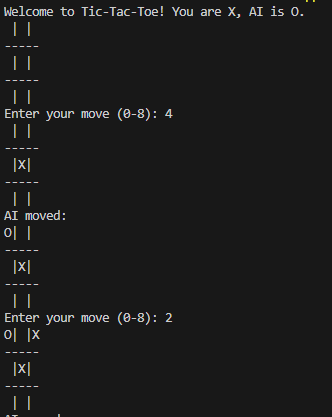 Welcome to Tic-Tac-Toe! You are X, AI is O.
 | | 
-----
 | | 
-----
 | | 
Enter your move (0-8): 4
 | | 
-----
 |X| 
-----
 | | 
AI moved:
O| | 
-----
 |X| 
-----
 | | 
Enter your move (0-8): 2
O| |X
-----
 |X| 
-----
 | |